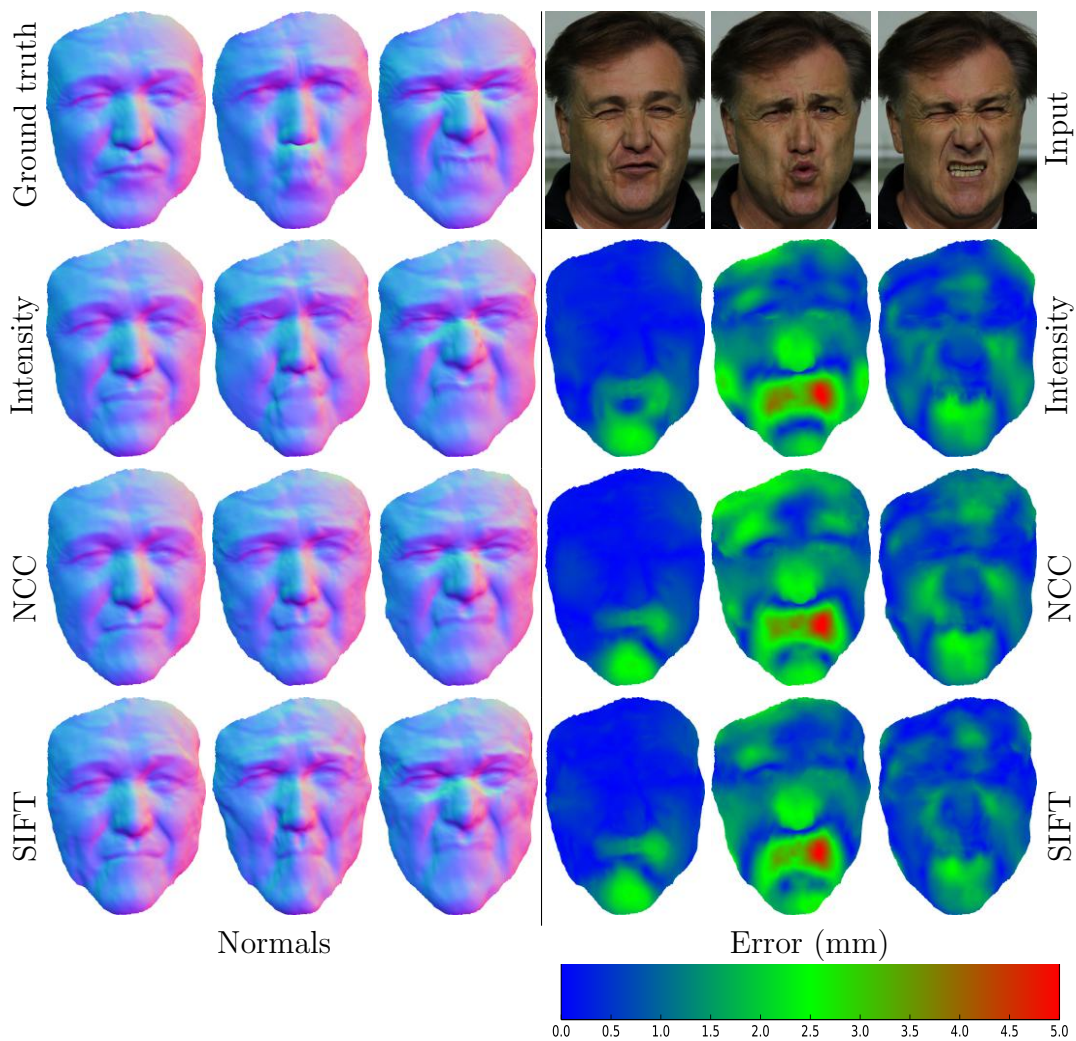 Ground truth
Input
Intensity
Intensity
NCC
NCC
SIFT
SIFT
Normals
Error (mm)
0.0 0.5 1.0 1.5 2.0 2.5 3.0 3.5 4.0 4.5 5.0